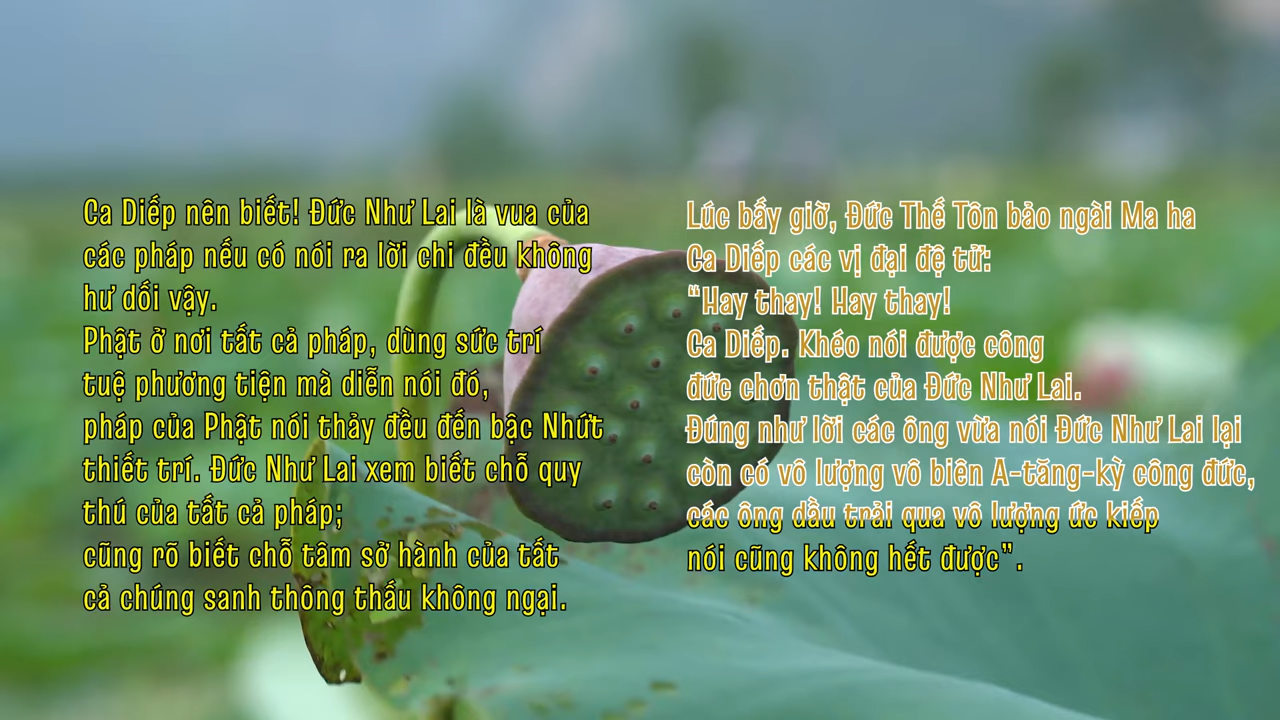 Ca Diếp nên biết! Đức Như Lai là vua của
các pháp nếu có nói ra lời chi đều không
hư dối vậy.
Phật ở nơi tất cả pháp, dùng sức trí
tuệ phương tiện mà diễn nói đó,
pháp của Phật nói thảy đều đến bậc Nhứt
thiết trí. Đức Như Lai xem biết chỗ quy
thú của tất cả pháp;
cũng rõ biết chỗ tâm sở hành của tất
cả chúng sanh thông thấu không ngại.
Lúc bấy giờ, Đức Thế Tôn bảo ngài Ma ha
Ca Diếp các vị đại đệ tử:
“Hay thay! Hay thay!
Ca Diếp. Khéo nói được công
đức chơn thật của Đức Như Lai.
Đúng như lời các ông vừa nói Đức Như Lai lại
còn có vô lượng vô biên A-tăng-kỳ công đức,
các ông dầu trải qua vô lượng ức kiếp
nói cũng không hết được”.